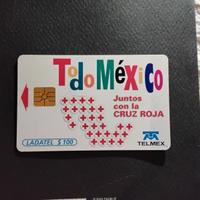 TodoMéxico
Juntos
con la
CRUZ ROJA
LADATEL $ 100
TELMEX